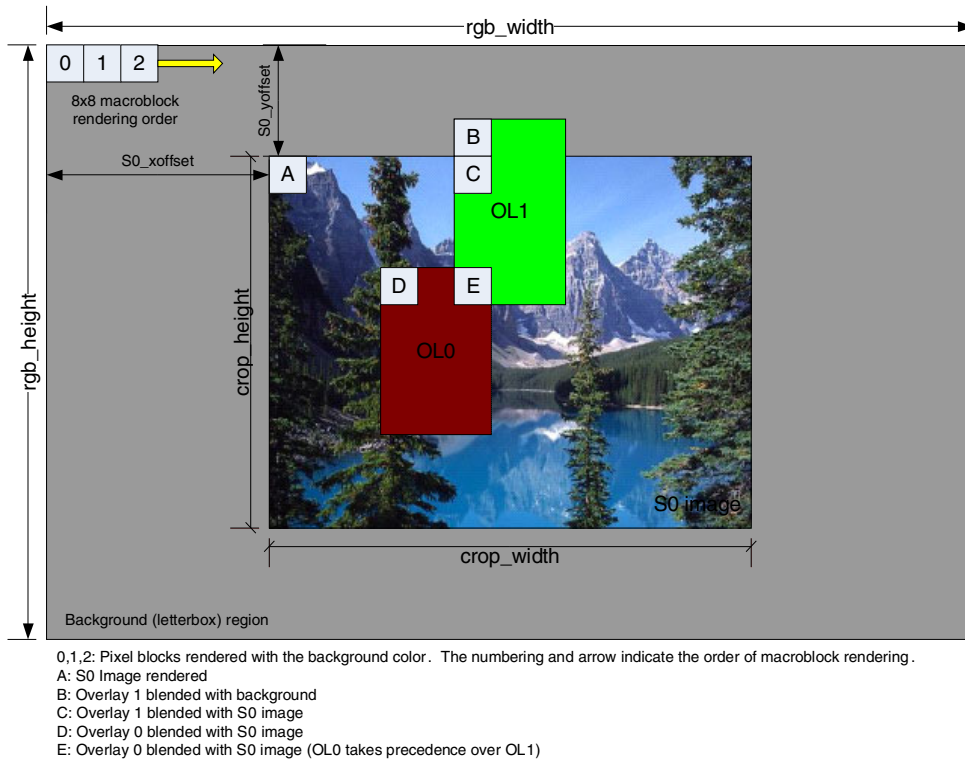 rgb_width
0 1 2
8x8 macroblock
rendering order
S0_yoffset
S0_xoffset
A
B
C
OL1
D
E
OL0
rgb_height
crop_height
S0 image
crop_width
Background (letterbox) region
0,1,2: Pixel blocks rendered with the background color. The numbering and arrow indicate the order of macroblock rendering.
A: S0 Image rendered
B: Overlay 1 blended with background
C: Overlay 1 blended with S0 image
D: Overlay 0 blended with S0 image
E: Overlay 0 blended with S0 image (OL0 takes precedence over OL1)